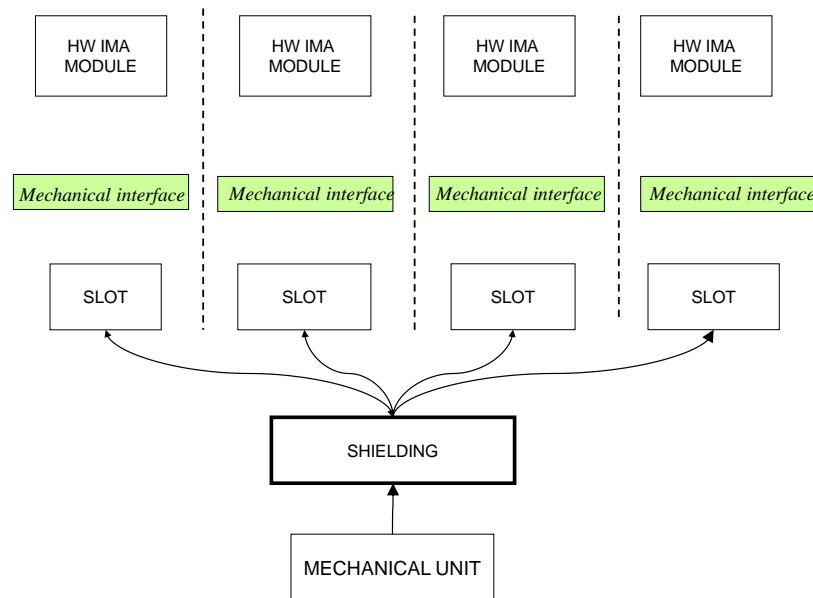 HW IMA
MODULE
HW IMA
MODULE
HW IMA
MODULE
HW IMA
MODULE
Mechanical interface
Mechanical interface
Mechanical interface
Mechanical interface
SLOT
SLOT
SLOT
SLOT
SHIELDING
MECHANICAL UNIT